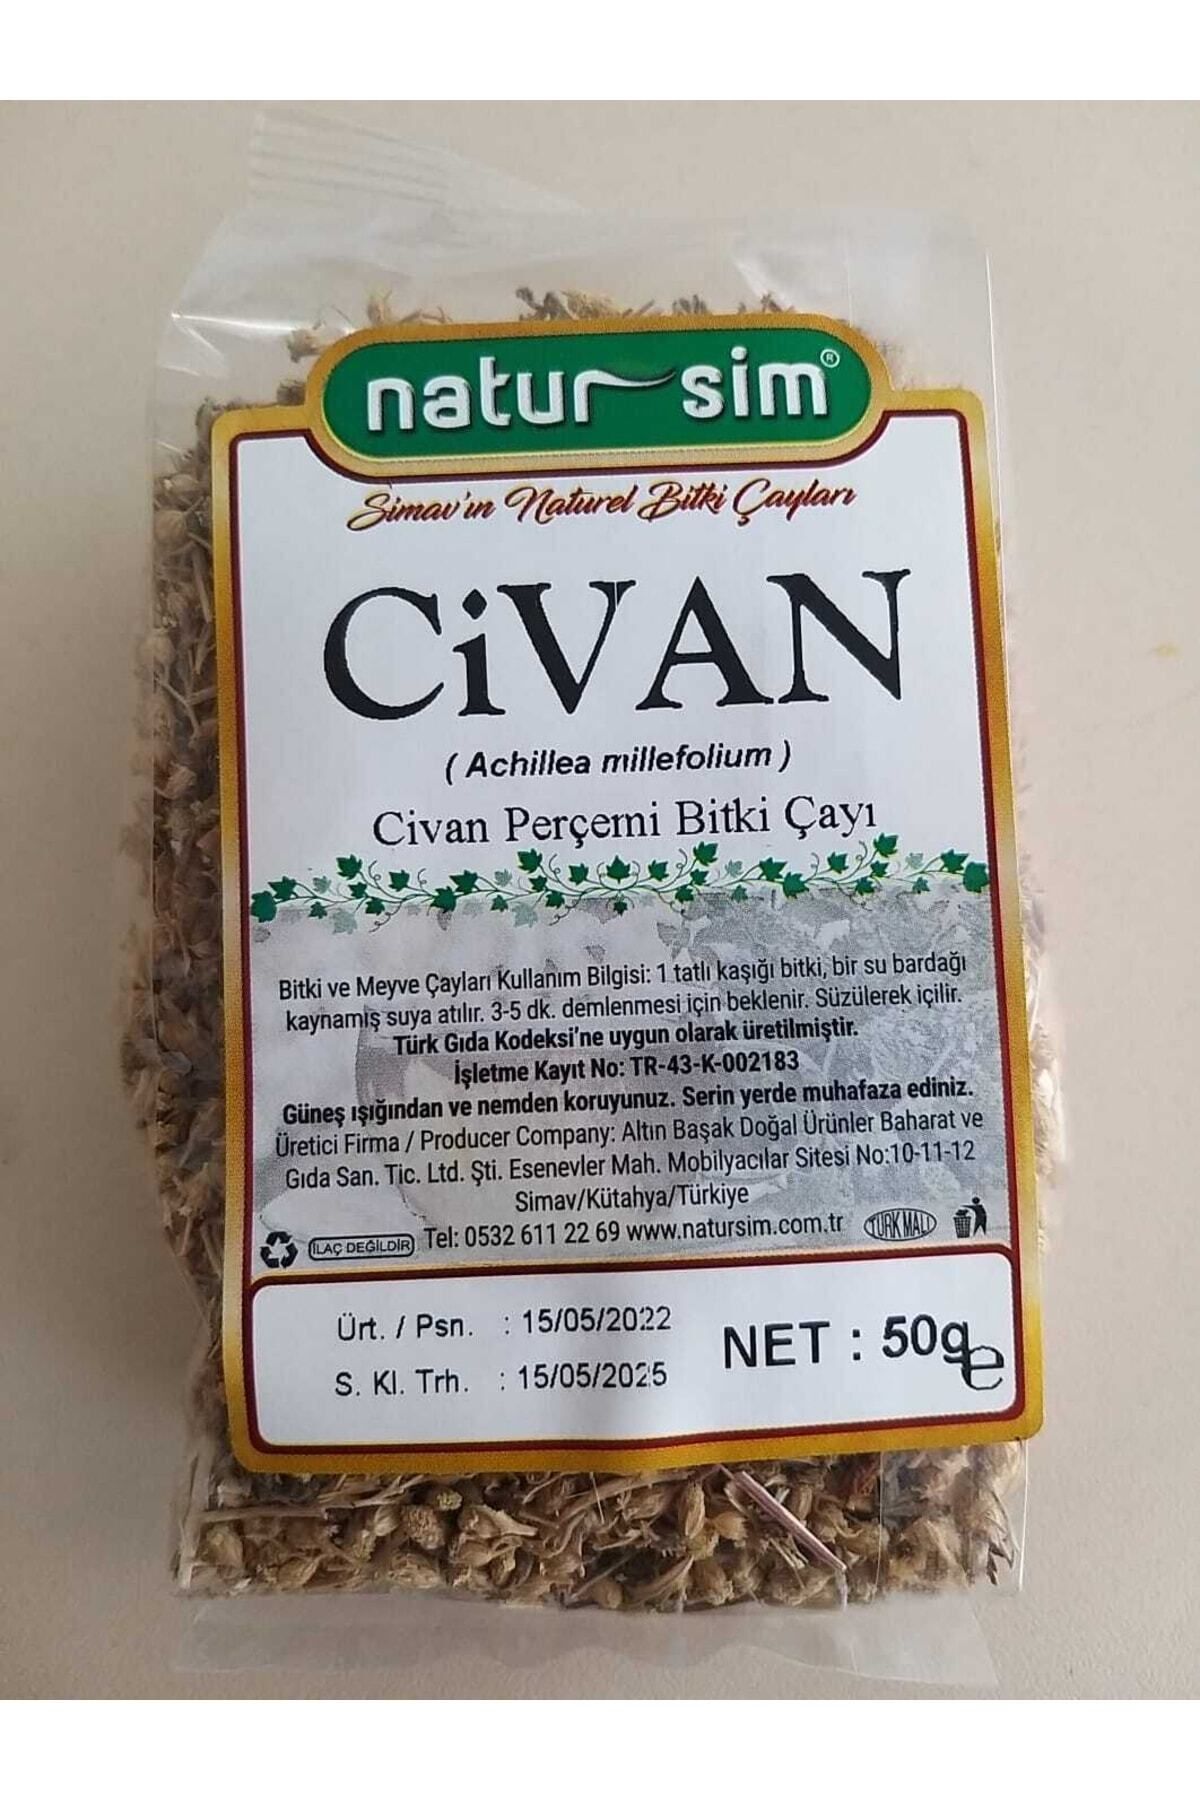 natur sim®
Simav'ın Naturel Bitki Çayları
CiVAN
( Achillea millefolium )
Civan Perçemi Bitki Çayı
Bitki ve Meyve Çayları Kullanım Bilgisi: 1 tatlı kaşığı bitki, bir su bardağı
kaynamiş suya atılır. 3-5 dk. demlenmesi için beklenir. Süzülerek içilir.
Türk Gıda Kodeksi'ne uygun olarak üretilmiştir.
İşletme Kayıt No: TR-43-K-002183
Güneş ışığından ve nemden koruyunuz. Serin yerde muhafaza ediniz.
Üretici Firma / Producer Company: Altın Başak Doğal Ürünler Baharat ve
Gıda San. Tic. Ltd. Şti. Esenevler Mah. Mobilyacılar Sitesi No:10-11-12
Simav/Kütahya/Türkiye
İLAÇ DEĞİLDİR Tel: 0532 611 22 69 www.natursim.com.tr TÜRK MALI
Ürt. / Psn. : 15/05/2022
S. Kl. Trh. : 15/05/2025
NET : 50g e